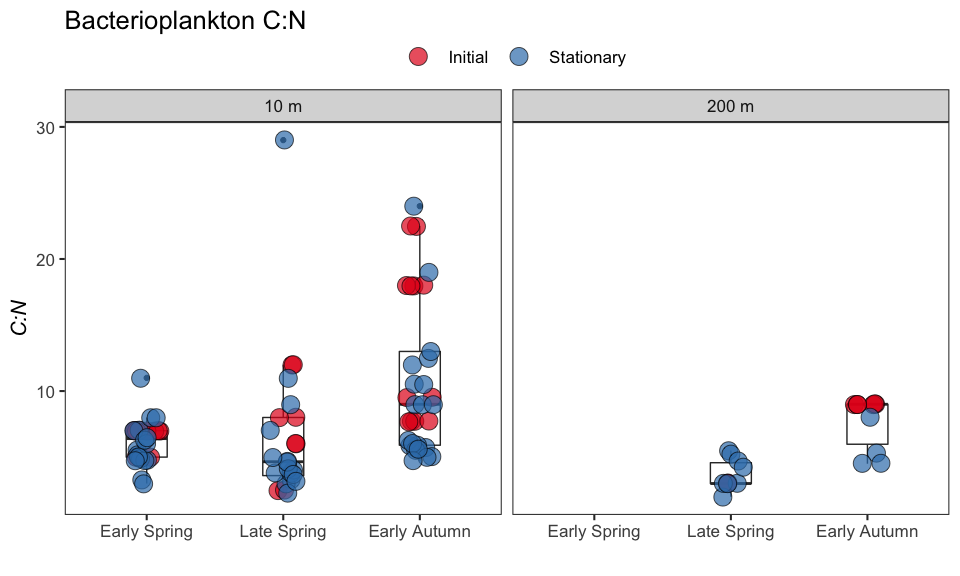 Bacterioplankton C:N
Initial Stationary
10 m 200 m
30
20
10
C:N
Early Spring Late Spring Early Autumn Early Spring Late Spring Early Autumn